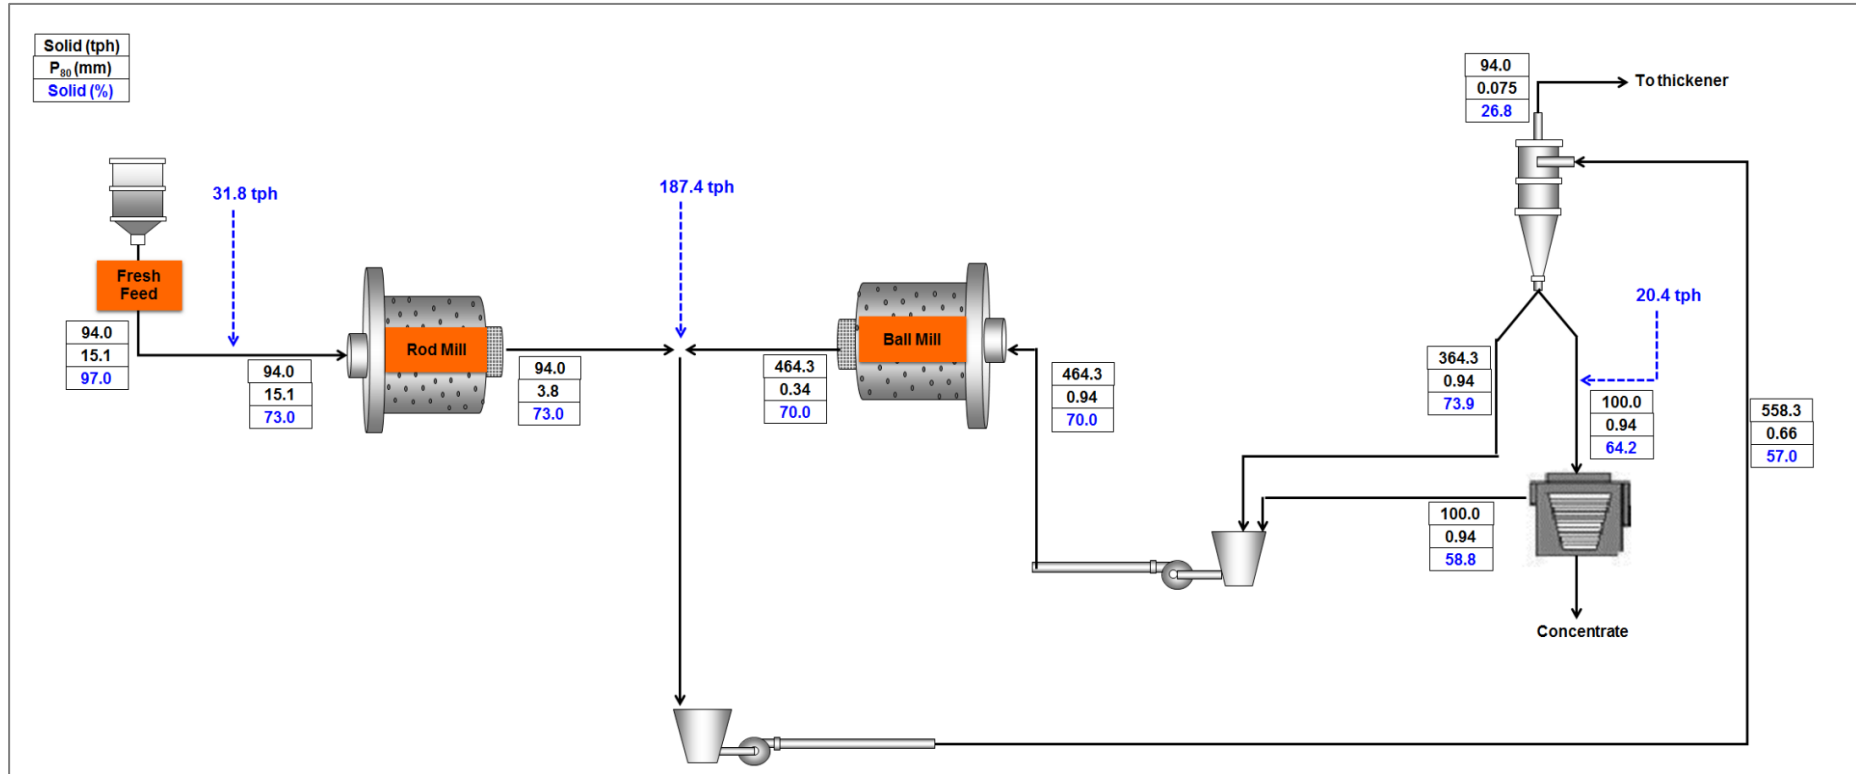 Solid (tph)
P80 (mm)
Solid (%)
94.0
0.075
26.8
To thickener
31.8 tph
187.4 tph
Fresh
Feed
94.0
15.1
97.0
94.0
15.1
73.0
Rod Mill
94.0
3.8
73.0
Ball Mill
464.3
0.34
70.0
464.3
0.94
70.0
20.4 tph
364.3
0.94
73.9
100.0
0.94
64.2
558.3
0.66
57.0
100.0
0.94
58.8
Concentrate